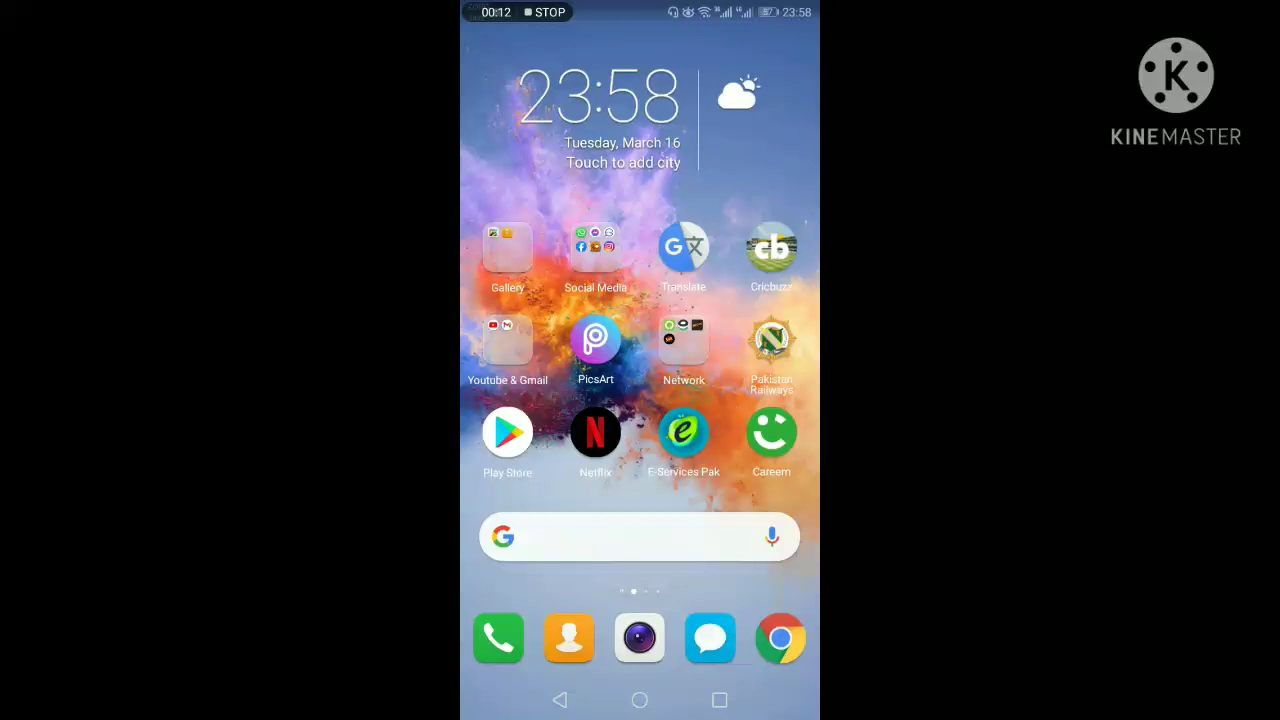 00:12 STOP
23:58
KINEMASTER
23:58
Tuesday, March 16
Touch to add city
Gallery
Social Media
Translate
Cricbuzz
Youtube & Gmail
PicsArt
Network
Pakistan
Railways
Play Store
Netflix
E-Services Pak
Careem